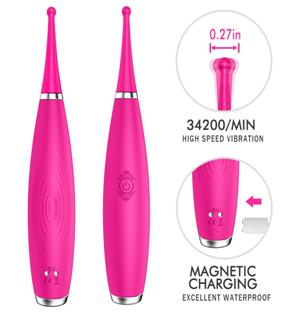 0.27in
34200/MIN
HIGH SPEED VIBRATION
MAGNETIC
CHARGING
EXCELLENT WATERPROOF